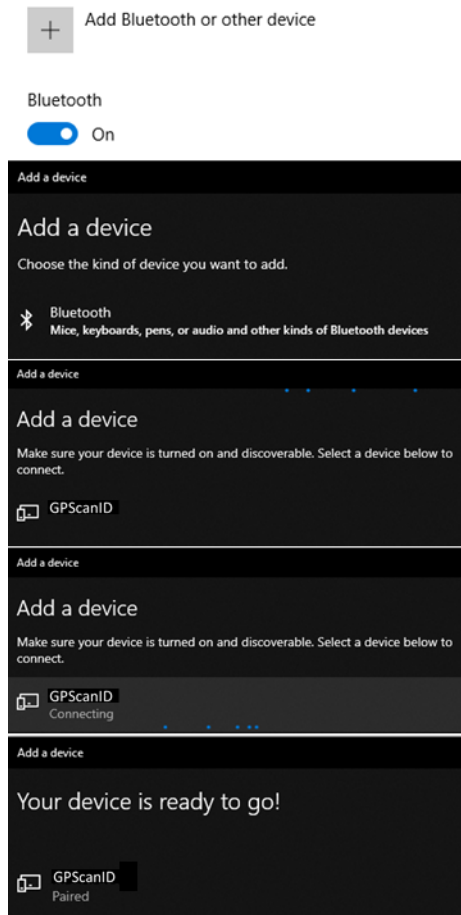 Add Bluetooth or other device
Bluetooth
On
Add a device
Add a device
Choose the kind of device you want to add.
Bluetooth
Mice, keyboards, pens, or audio and other kinds of Bluetooth devices
Add a device
Add a device
Make sure your device is turned on and discoverable. Select a device below to
connect.
GPScanID
Add a device
Add a device
Make sure your device is turned on and discoverable. Select a device below to
connect.
GPScanID
Connecting
Add a device
Your device is ready to go!
GPScanID
Paired